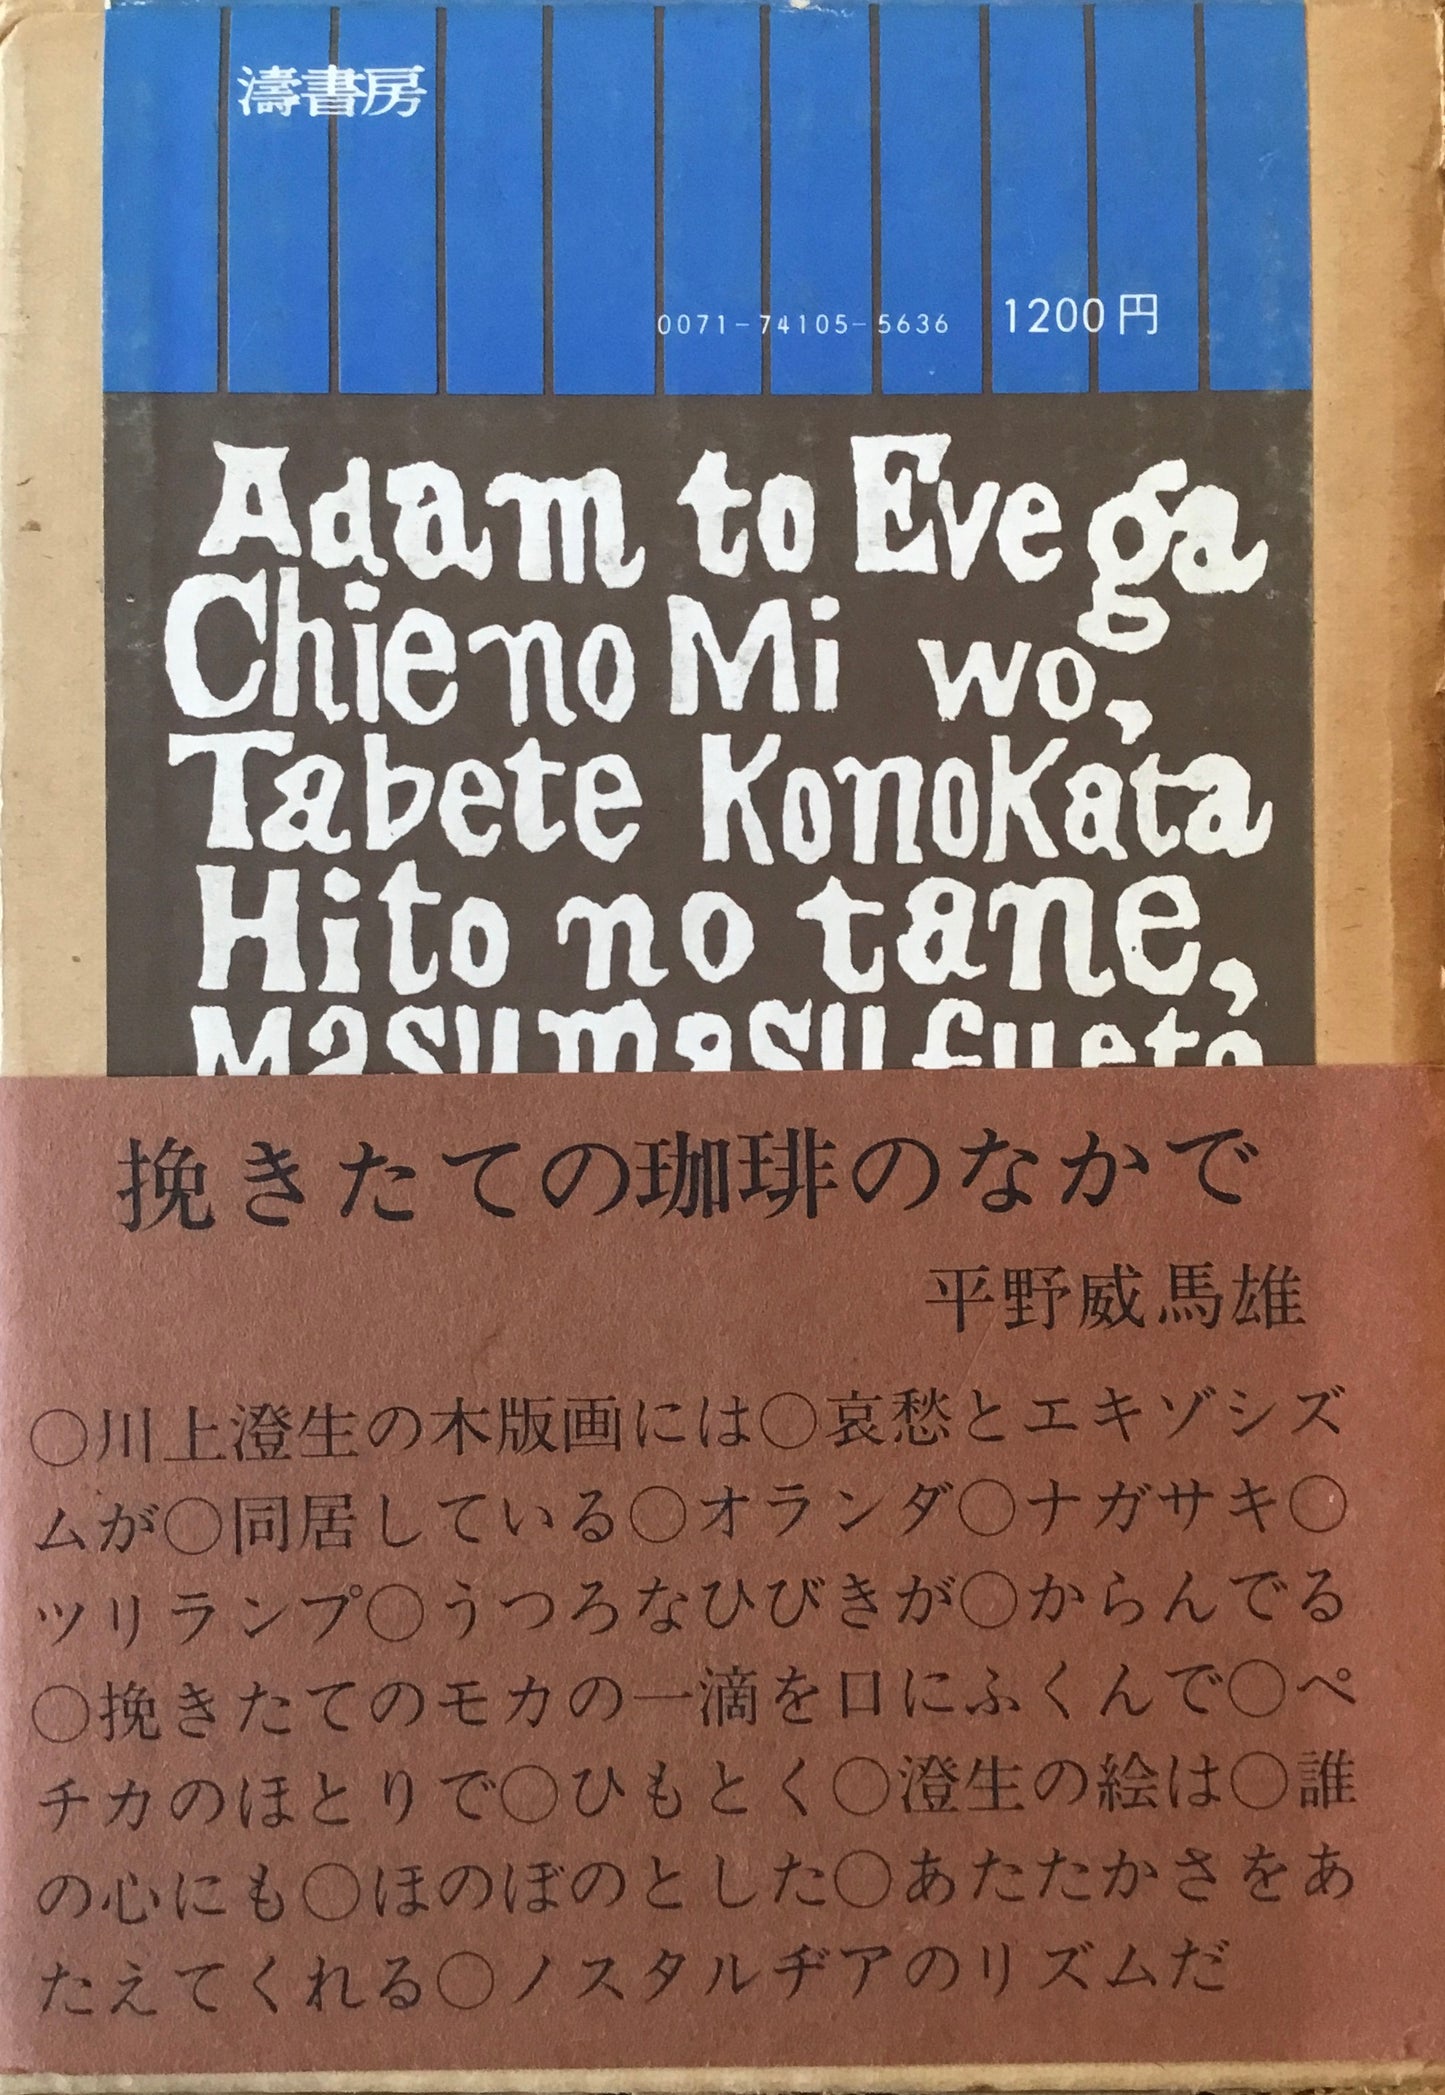 濤書房
0071-74105-5636 1200円
Adam to Eve ga
Chie no Mi wo,
Tabete Konokata
Hito no tane,
Masumasu fueta
挽きたての珈琲のなかで
平野威馬雄
○川上澄生の木版画には○哀愁とエキゾシズ
ムが○同居している○オランダ○ナガサキ○
ツリランプ○うつろなひびきが○からんでる
○挽きたてのモカの一滴を口にふくんで○ペ
チカのほとりで○ひもとく○澄生の絵は○誰
の心にも○ほのぼのとした○あたたかさをあ
たえてくれる○ノスタルヂアのリズムだ